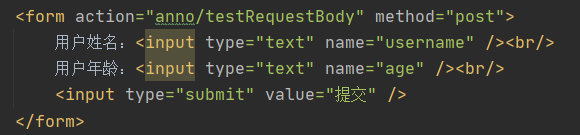 <form action="anno/testRequestBody" method="post">
用户姓名：<input type="text" name="username" /><br/>
用户年龄：<input type="text" name="age" /><br/>
<input type="submit" value="提交" />
</form>